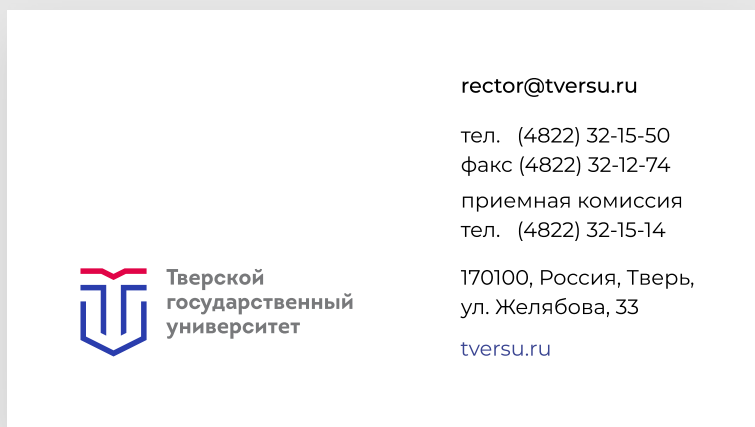 rector@tversu.ru
тел. (4822) 32-15-50
факс (4822) 32-12-74
приемная комиссия
тел. (4822) 32-15-14
Тверской
государственный
университет
170100, Россия, Тверь,
ул. Желябова, 33
tversu.ru